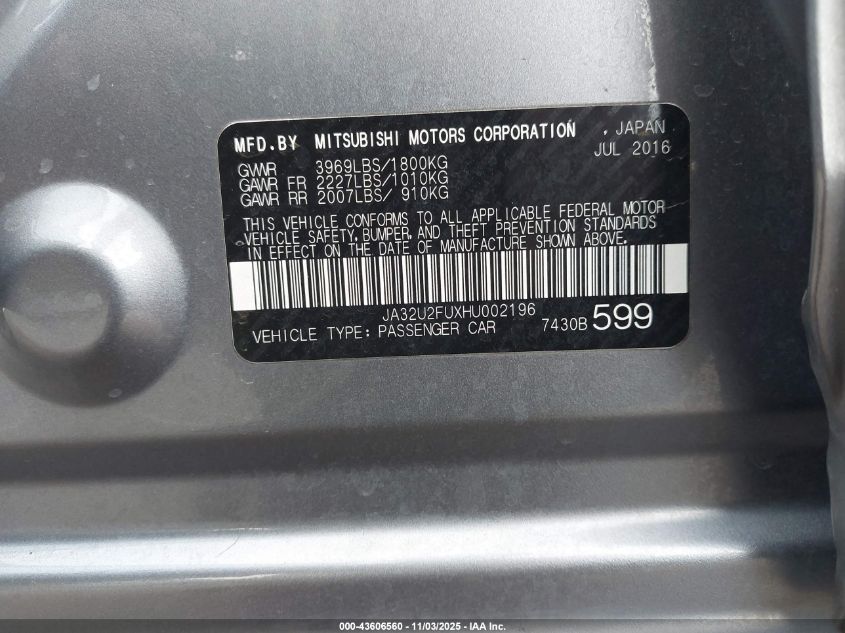 MFD.BY MITSUBISHI MOTORS CORPORATION , JAPAN
JUL 2016
GVWR 3969LBS/1800KG
GAWR FR 2227LBS/1010KG
GAWR RR 2007LBS/ 910KG
THIS VEHICLE CONFORMS TO ALL APPLICABLE FEDERAL MOTOR
VEHICLE SAFETY, BUMPER, AND THEFT PREVENTION STANDARDS
IN EFFECT ON THE DATE OF MANUFACTURE SHOWN ABOVE.
JA32U2FUXHU002196
VEHICLE TYPE: PASSENGER CAR 7430B 599
000-43606560 - 11/03/2025 - IAA Inc.